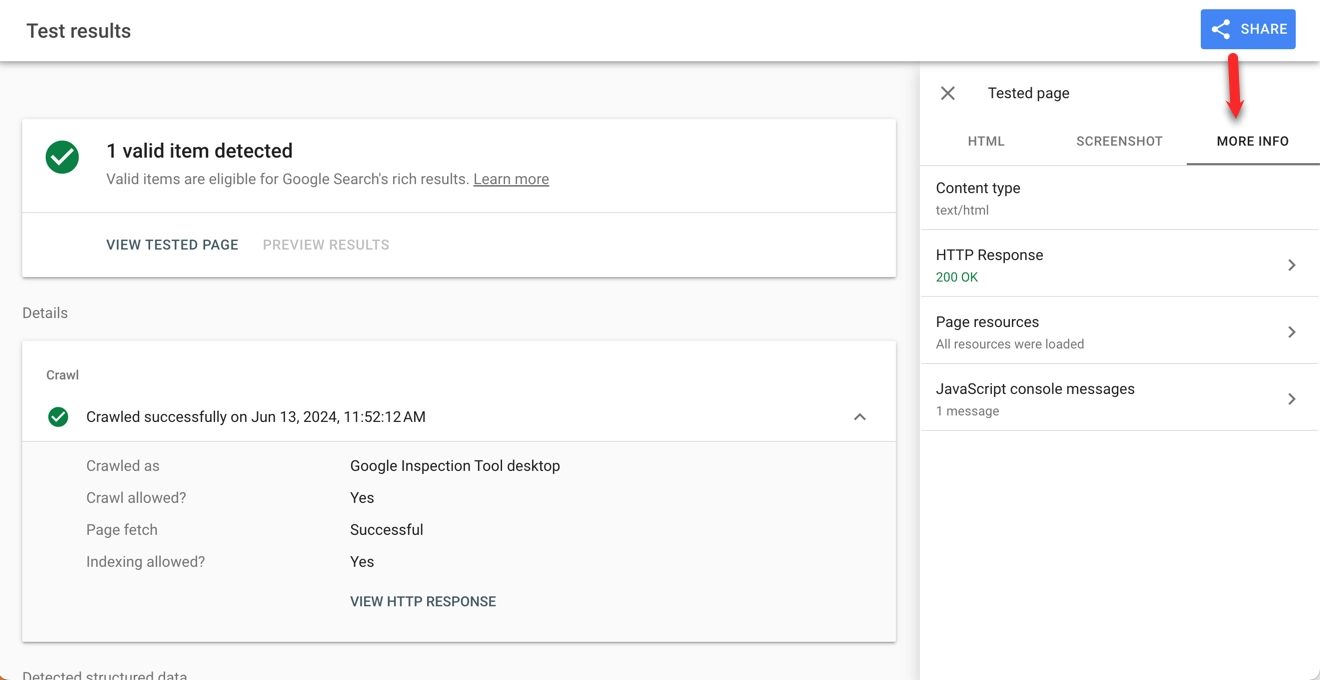 Test results
SHARE
1 valid item detected
Valid items are eligible for Google Search's rich results. Learn more
VIEW TESTED PAGE PREVIEW RESULTS
Details
Crawl
Crawled successfully on Jun 13, 2024, 11:52:12 AM
Crawled as Google Inspection Tool desktop
Crawl allowed? Yes
Page fetch Successful
Indexing allowed? Yes
VIEW HTTP RESPONSE
Detected structured data
Tested page
HTML SCREENSHOT MORE INFO
Content type
text/html
HTTP Response
200 OK
Page resources
All resources were loaded
JavaScript console messages
1 message